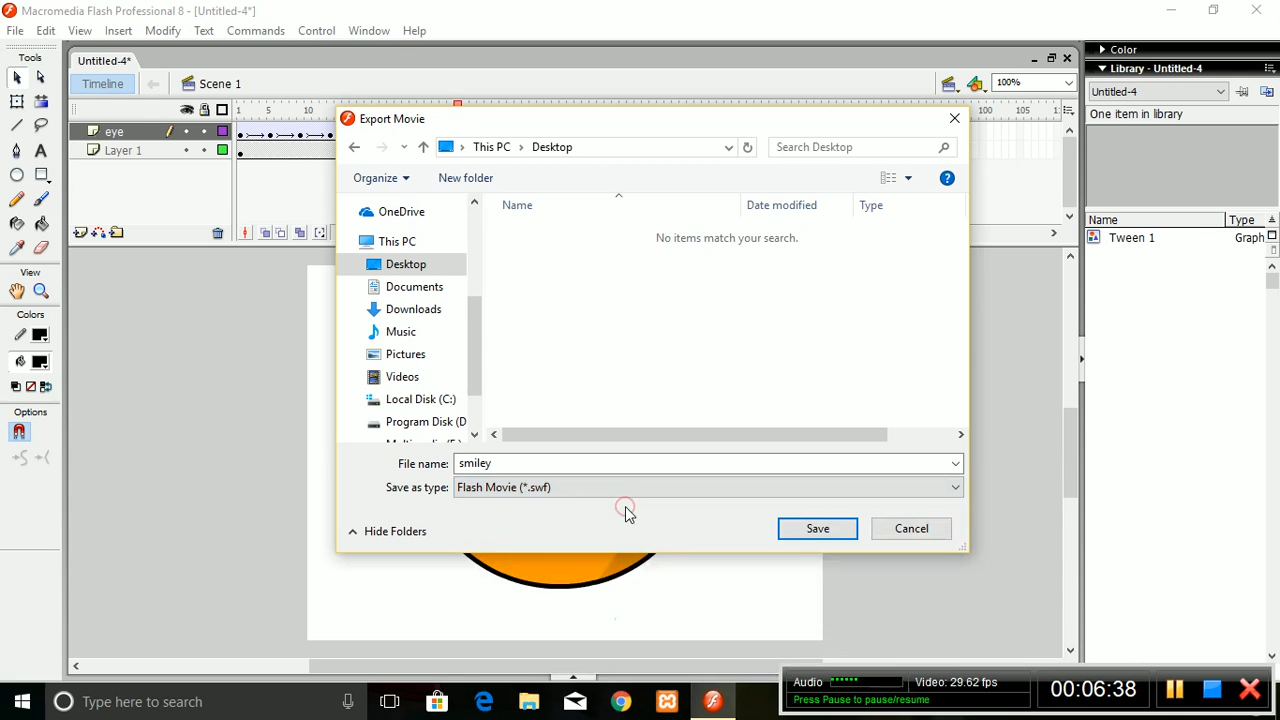 Macromedia Flash Professional 8 - [Untitled-4*]
File Edit View Insert Modify Text Commands Control Window Help
Tools
Untitled-4*
Timeline
Scene 1
100%
Color
Library - Untitled-4
Untitled-4
One item in library
1 5 10 100 105
eye
Layer 1
Name Type
Tween 1 Graph
View
Colors
Options
Export Movie
This PC Desktop
Search Desktop
Organize New folder
Name Date modified Type
No items match your search.
OneDrive
This PC
Desktop
Documents
Downloads
Music
Pictures
Videos
Local Disk (C:)
Program Disk (D
File name: smiley
Save as type: Flash Movie (*.swf)
Hide Folders
Save Cancel
Audio Video: 29.62 fps
Press Pause to pause/resume
00:06:38
Type here to search